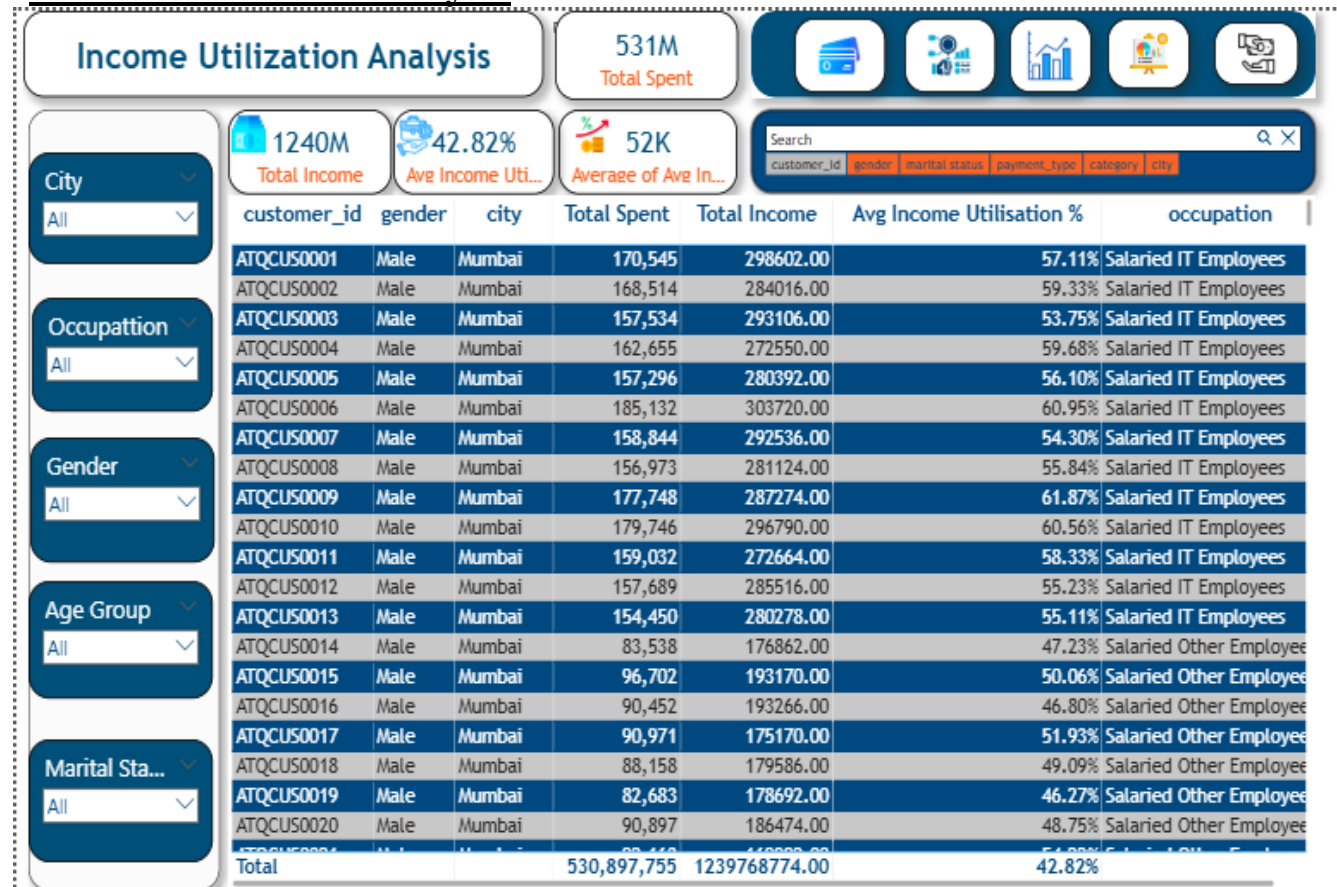 Income Utilization Analysis
531M
Total Spent
1240M
Total Income
42.82%
Avg Income Uti...
52K
Average of Avg In...
Search
customer_id gender marital status payment_type category city
City
All
Occupattion
All
Gender
All
Age Group
All
Marital Sta...
All
customer_id gender city Total Spent Total Income Avg Income Utilisation % occupation
ATQCUS0001 Male Mumbai 170,545 298602.00 57.11% Salaried IT Employees
ATQCUS0002 Male Mumbai 168,514 284016.00 59.33% Salaried IT Employees
ATQCUS0003 Male Mumbai 157,534 293106.00 53.75% Salaried IT Employees
ATQCUS0004 Male Mumbai 162,655 272550.00 59.68% Salaried IT Employees
ATQCUS0005 Male Mumbai 157,296 280392.00 56.10% Salaried IT Employees
ATQCUS0006 Male Mumbai 185,132 303720.00 60.95% Salaried IT Employees
ATQCUS0007 Male Mumbai 158,844 292536.00 54.30% Salaried IT Employees
ATQCUS0008 Male Mumbai 156,973 281124.00 55.84% Salaried IT Employees
ATQCUS0009 Male Mumbai 177,748 287274.00 61.87% Salaried IT Employees
ATQCUS0010 Male Mumbai 179,746 296790.00 60.56% Salaried IT Employees
ATQCUS0011 Male Mumbai 159,032 272664.00 58.33% Salaried IT Employees
ATQCUS0012 Male Mumbai 157,689 285516.00 55.23% Salaried IT Employees
ATQCUS0013 Male Mumbai 154,450 280278.00 55.11% Salaried IT Employees
ATQCUS0014 Male Mumbai 83,538 176862.00 47.23% Salaried Other Employee
ATQCUS0015 Male Mumbai 96,702 193170.00 50.06% Salaried Other Employee
ATQCUS0016 Male Mumbai 90,452 193266.00 46.80% Salaried Other Employee
ATQCUS0017 Male Mumbai 90,971 175170.00 51.93% Salaried Other Employee
ATQCUS0018 Male Mumbai 88,158 179586.00 49.09% Salaried Other Employee
ATQCUS0019 Male Mumbai 82,683 178692.00 46.27% Salaried Other Employee
ATQCUS0020 Male Mumbai 90,897 186474.00 48.75% Salaried Other Employee
Total 530,897,755 1239768774.00 42.82%